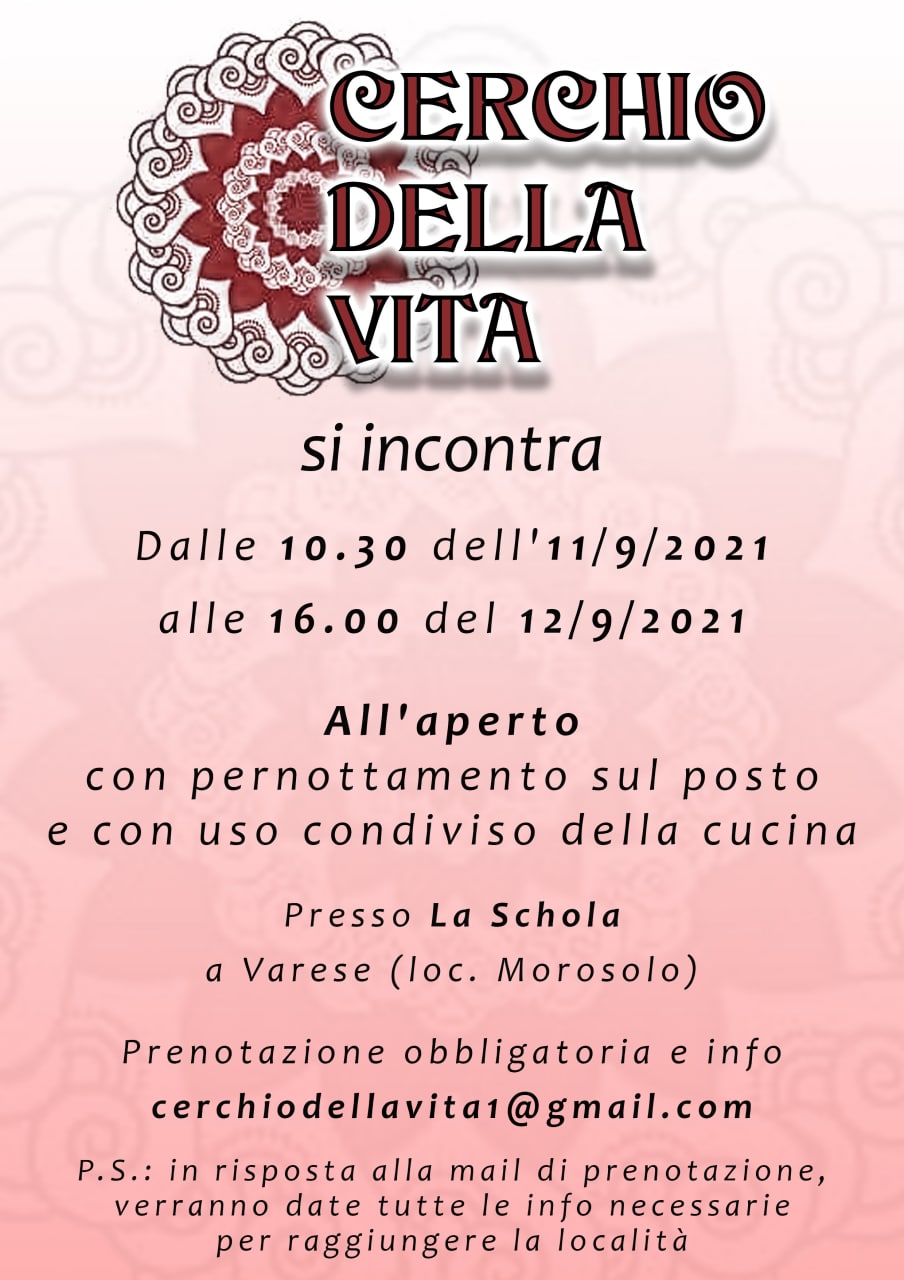 CERCHIO
DELLA
VITA
si incontra
Dalle 10.30 dell'11/9/2021
alle 16.00 del 12/9/2021
All'aperto
con pernottamento sul posto
e con uso condiviso della cucina
Presso La Schola
a Varese (loc. Morosolo)
Prenotazione obbligatoria e info
cerchiodellavita1@gmail.com
P.S.: in risposta alla mail di prenotazione,
verranno date tutte le info necessarie
per raggiungere la località